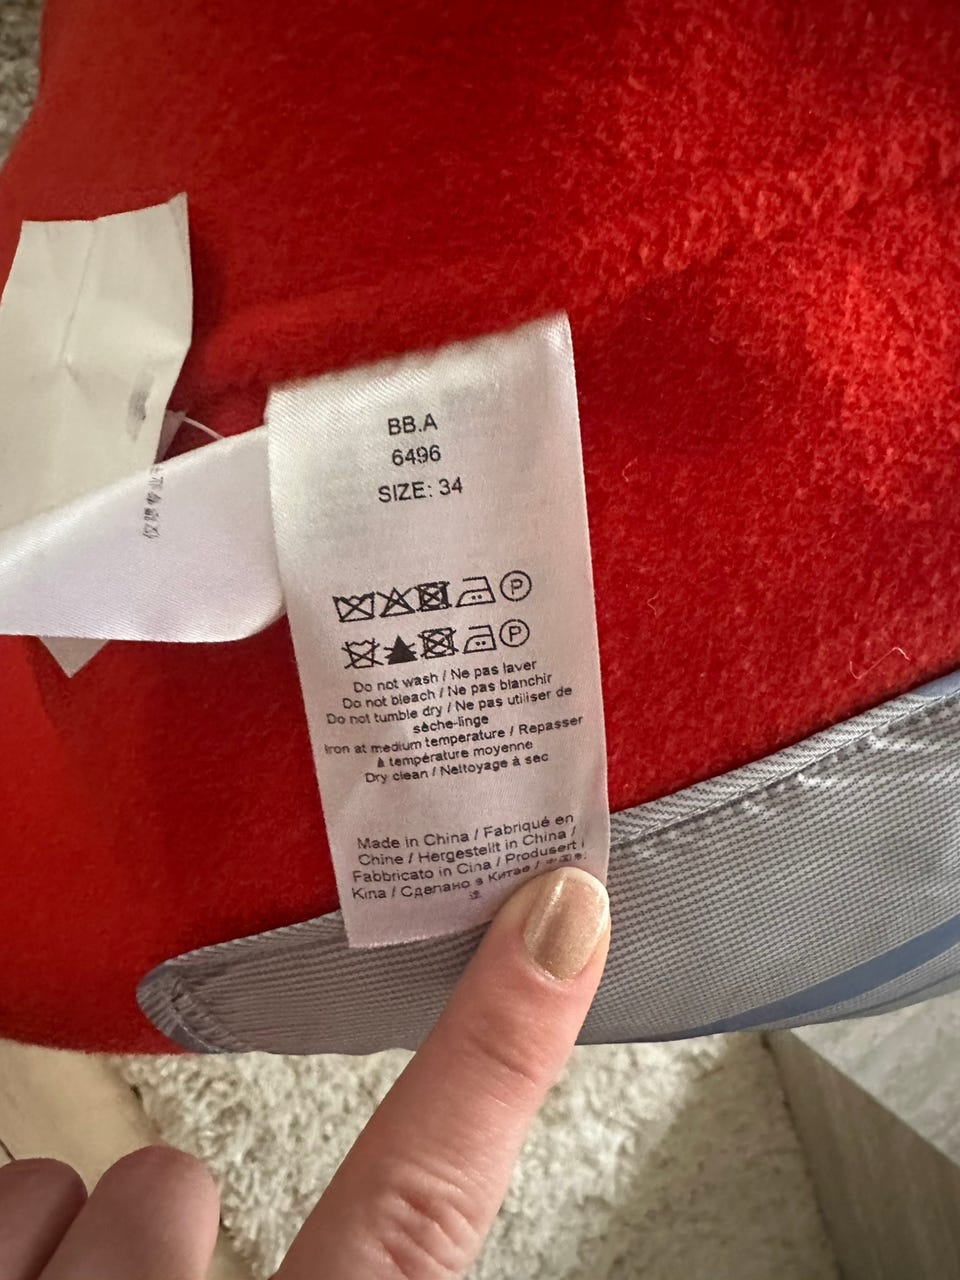 BB.A
6496
SIZE: 34
P
P
Do not wash / Ne pas laver
Do not bleach / Ne pas blanchir
Do not tumble dry / Ne pas utiliser de
sèche-linge
Iron at medium temperature / Repasser
à température moyenne
Dry clean / Nettoyage à sec
Made in China / Fabriqué en
Chine / Hergestellt in China /
Fabbricato in Cina / Produsert i
Kina / Сделано в Китае /